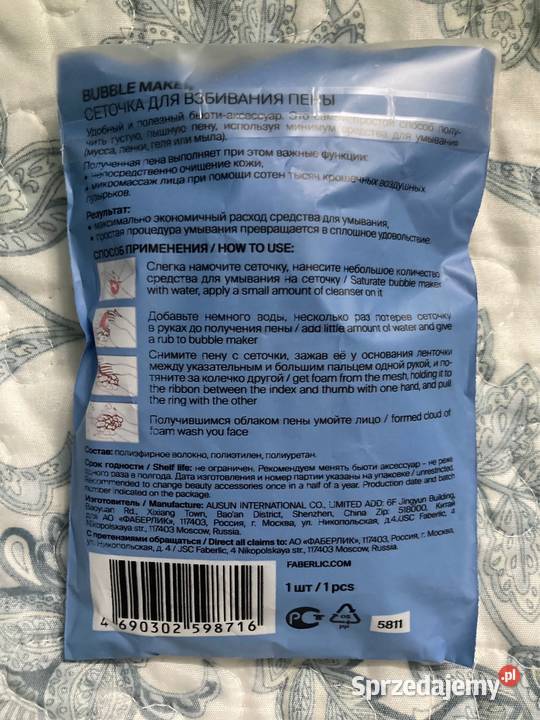 BUBBLE MAKER
СЕТОЧКА ДЛЯ ВЗБИВАНИЯ ПЕНЫ
Удобный и полезный бьюти-аксессуар. Это самый простой способ полу-
чить густую, пышную пену, используя минимум средства для умывания
(мусса, пенки, геля или мыла).
Полученная пена выполняет при этом важные функции:
• непосредственно очищение кожи,
• микромассаж лица при помощи сотен тысяч крошечных воздушных
пузырьков.
Результат:
• максимально экономичный расход средства для умывания,
• простая процедура умывания превращается в сплошное удовольствие.
СПОСОБ ПРИМЕНЕНИЯ / HOW TO USE:
Слегка намочите сеточку, нанесите небольшое количество
средства для умывания на сеточку / Saturate bubble maker
with water, apply a small amount of cleanser on it
Добавьте немного воды, несколько раз потерев сеточку
в руках до получения пены / add little amount of water and give
a rub to bubble maker
Снимите пену с сеточки, зажав её у основания ленточки
между указательным и большим пальцем одной рукой, и по-
тяните за колечко другой / get foam from the mesh, holding it to
the ribbon between the index and thumb with one hand, and pull
the ring with the other
Получившимся облаком пены умойте лицо / formed cloud of
foam wash you face
Состав: полиэфирное волокно, полиэтилен, полиуретан.
Срок годности / Shelf life: не ограничен. Рекомендуем менять бьюти аксессуар - не реже
одного раза в полгода. Дата изготовления и номер партии указаны на упаковке / unrestricted.
Recommended to change beauty accessories once in a half of a year. Production date and batch
number indicated on the package.
Изготовитель / Manufacture: AUSUN INTERNATIONAL CO., LIMITED ADD: 6F Jingyun Building,
Baoyuan Rd., Xixiang Town, Bao'an District, Shenzhen, China Zip: 518000, Китай
АО «ФАБЕРЛИК», 117403, Россия, г. Москва, ул. Никопольская, д.4./JSC Faberlic, 4
Nikopolskaya str., 117403 Moscow, Russia.
С претензиями обращаться / Direct all claims to: АО «ФАБЕРЛИК», 117403, Россия, г. Москва,
ул. Никопольская, д. 4 / JSC Faberlic, 4 Nikopolskaya str., 117403 Moscow, Russia.
FABERLIC.COM
1 шт / 1 pcs
4 690302 598716
РСТ
05
PP
5811
Sprzedajemy.pl